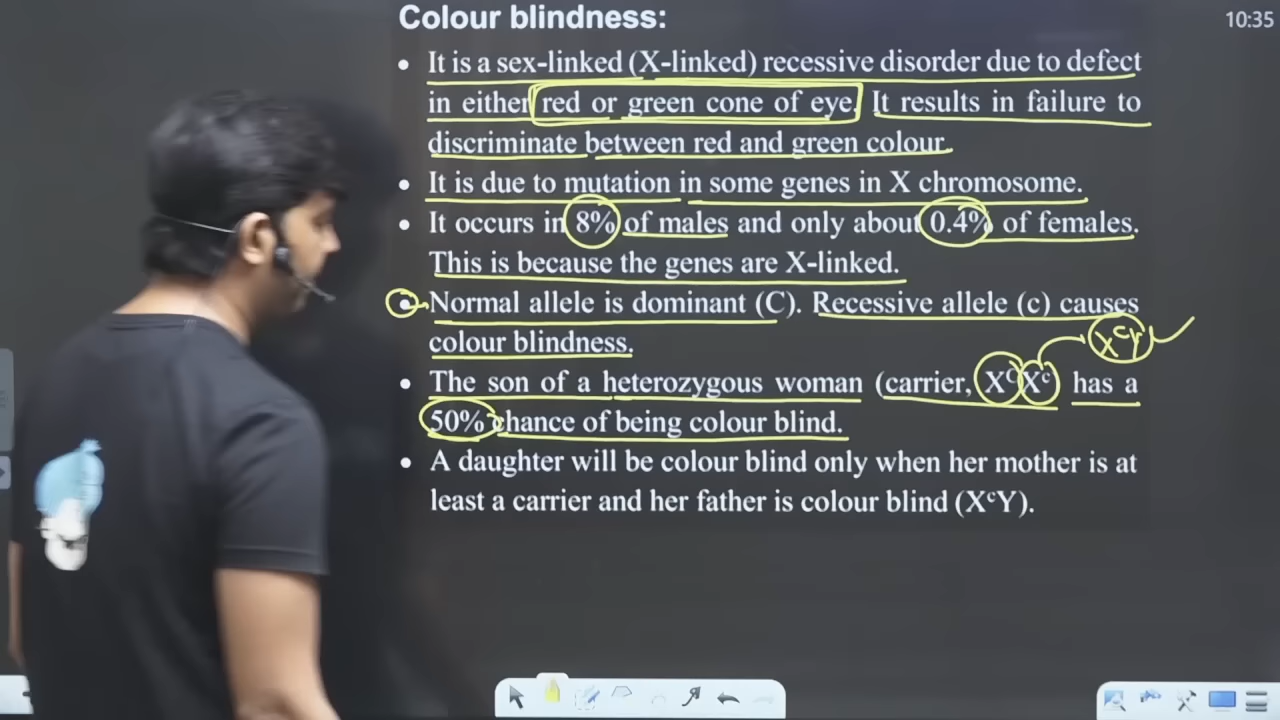 Colour blindness:
10:35
• It is a sex-linked (X-linked) recessive disorder due to defect
in either red or green cone of eye. It results in failure to
discriminate between red and green colour.
• It is due to mutation in some genes in X chromosome.
• It occurs in 8% of males and only about 0.4% of females.
This is because the genes are X-linked.
• Normal allele is dominant (C). Recessive allele (c) causes
colour blindness.
XᶜY
• The son of a heterozygous woman (carrier, XCXᶜ has a
50% chance of being colour blind.
• A daughter will be colour blind only when her mother is at
least a carrier and her father is colour blind (XᶜY).